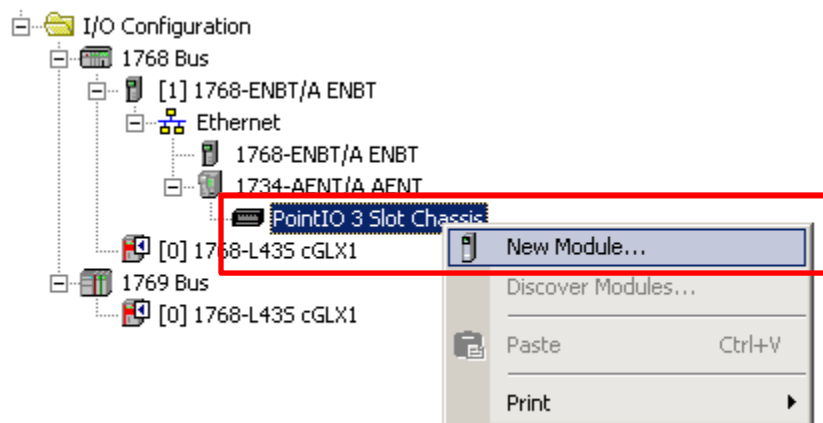 I/O Configuration
1768 Bus
[1] 1768-ENBT/A ENBT
Ethernet
1768-ENBT/A ENBT
1734-AENT/A AENT
PointIO 3 Slot Chassis
New Module...
[0] 1768-L43S cGLX1
1769 Bus
Discover Modules...
[0] 1768-L43S cGLX1
Paste Ctrl+V
Print